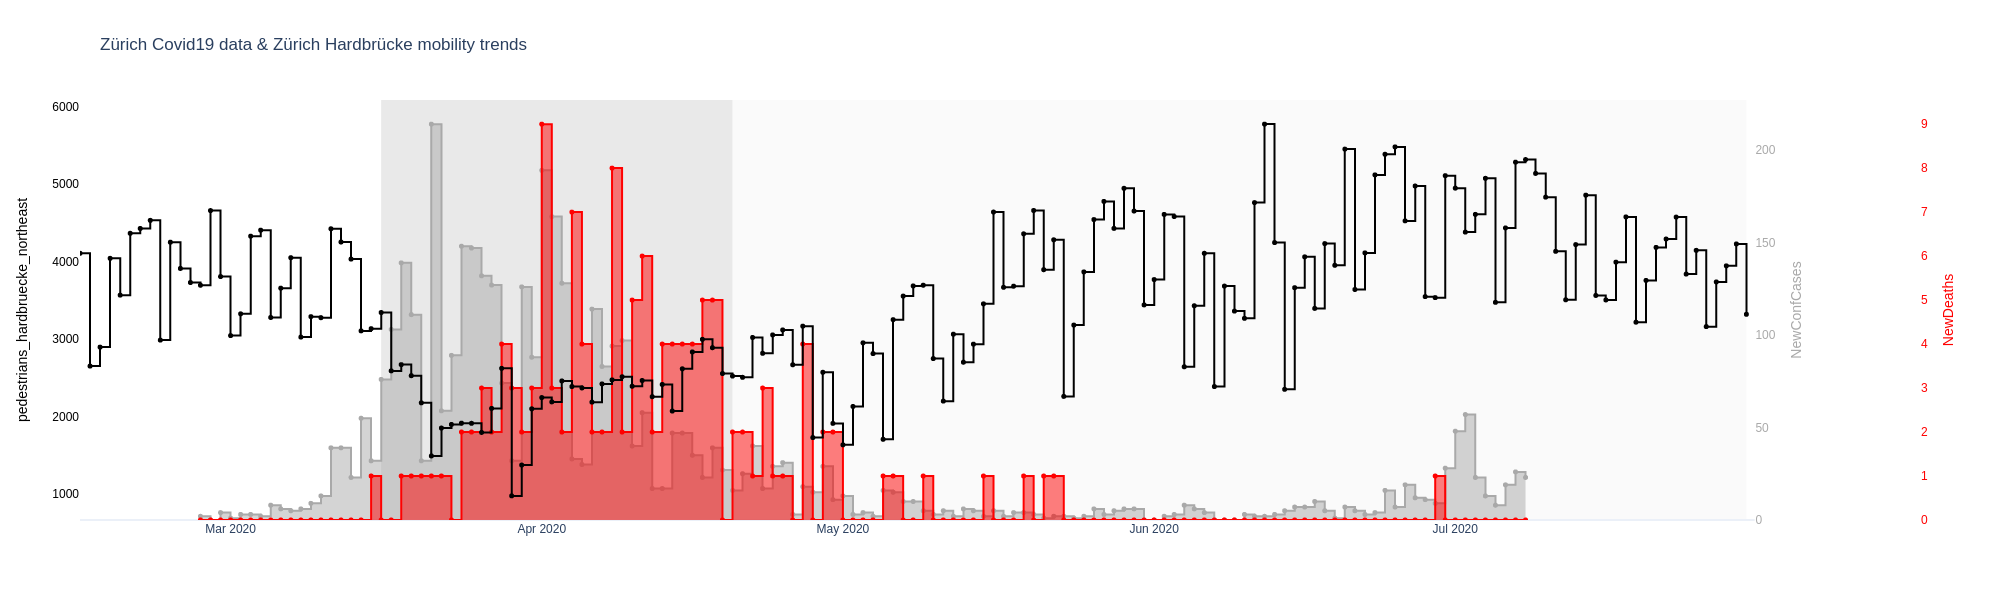 Zürich Covid19 data & Zürich Hardbrücke mobility trends
6000
5000
4000
3000
2000
1000
pedestrians_hardbruecke_northeast
Mar 2020
Apr 2020
May 2020
Jun 2020
Jul 2020
200
150
100
50
0
NewConfCases
9
8
7
6
5
4
3
2
1
0
NewDeaths